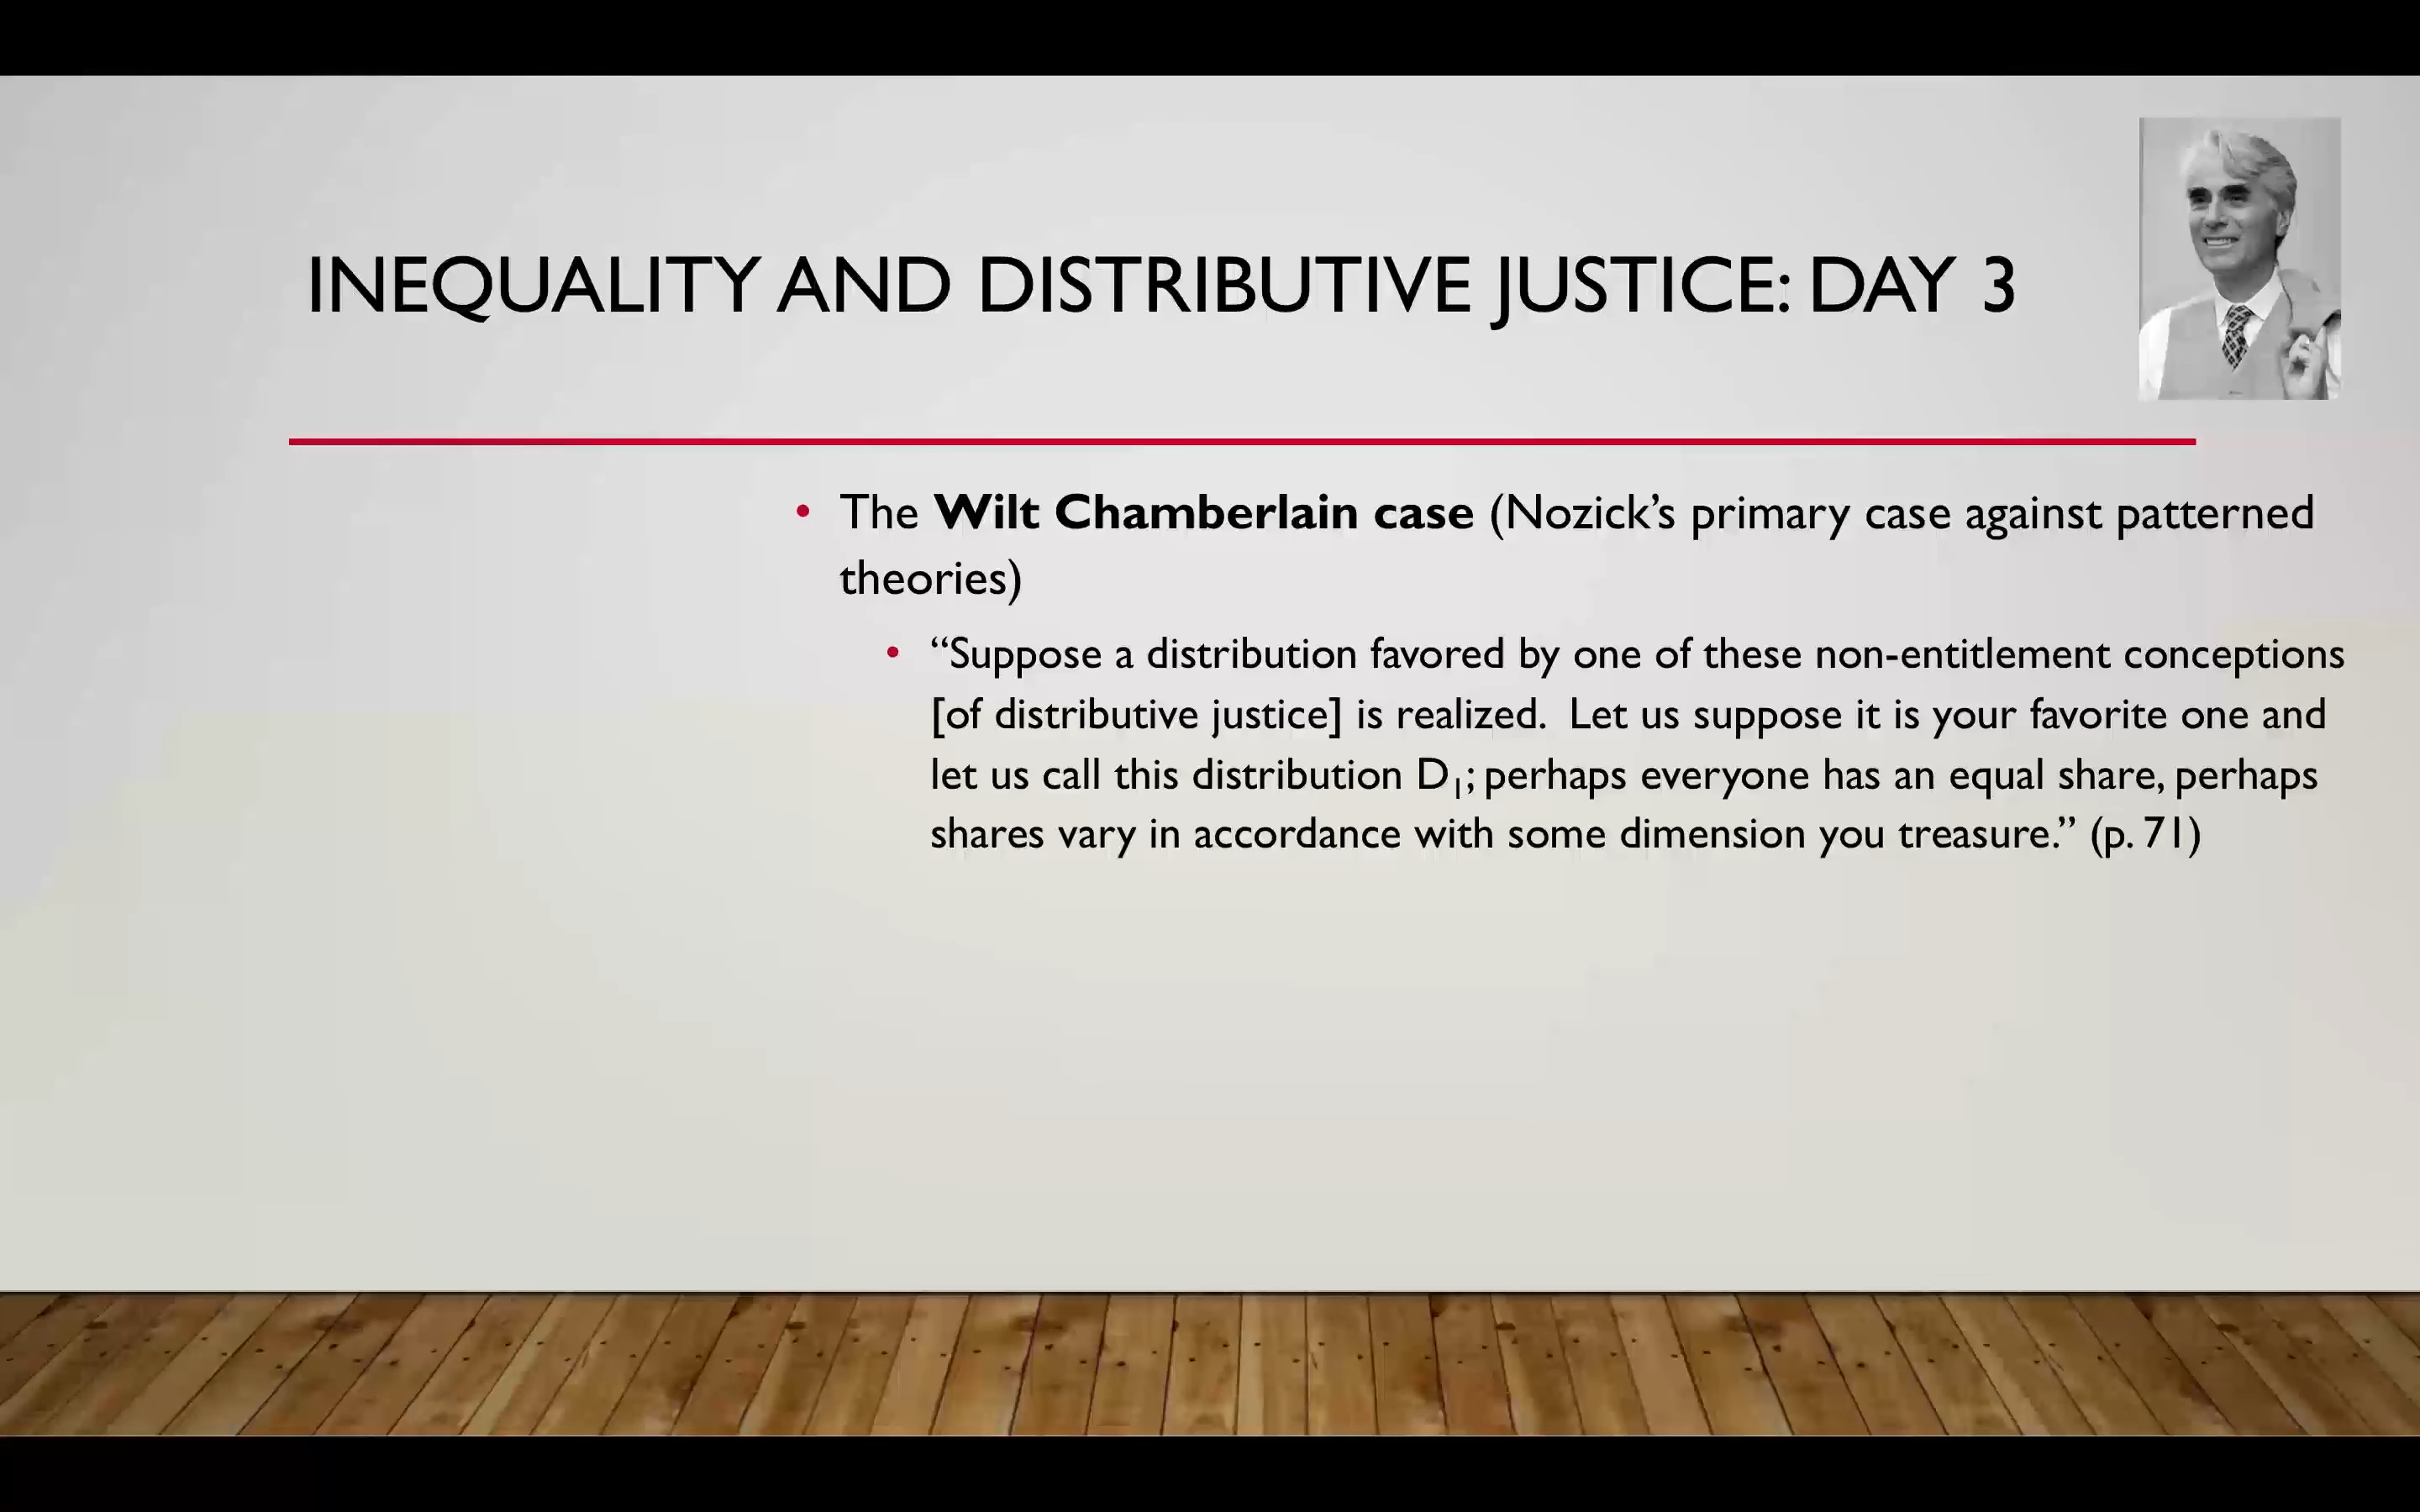 INEQUALITY AND DISTRIBUTIVE JUSTICE: DAY 3
• The Wilt Chamberlain case (Nozick’s primary case against patterned
theories)
• “Suppose a distribution favored by one of these non-entitlement conceptions
[of distributive justice] is realized.  Let us suppose it is your favorite one and
let us call this distribution D₁; perhaps everyone has an equal share, perhaps
shares vary in accordance with some dimension you treasure.” (p. 71)